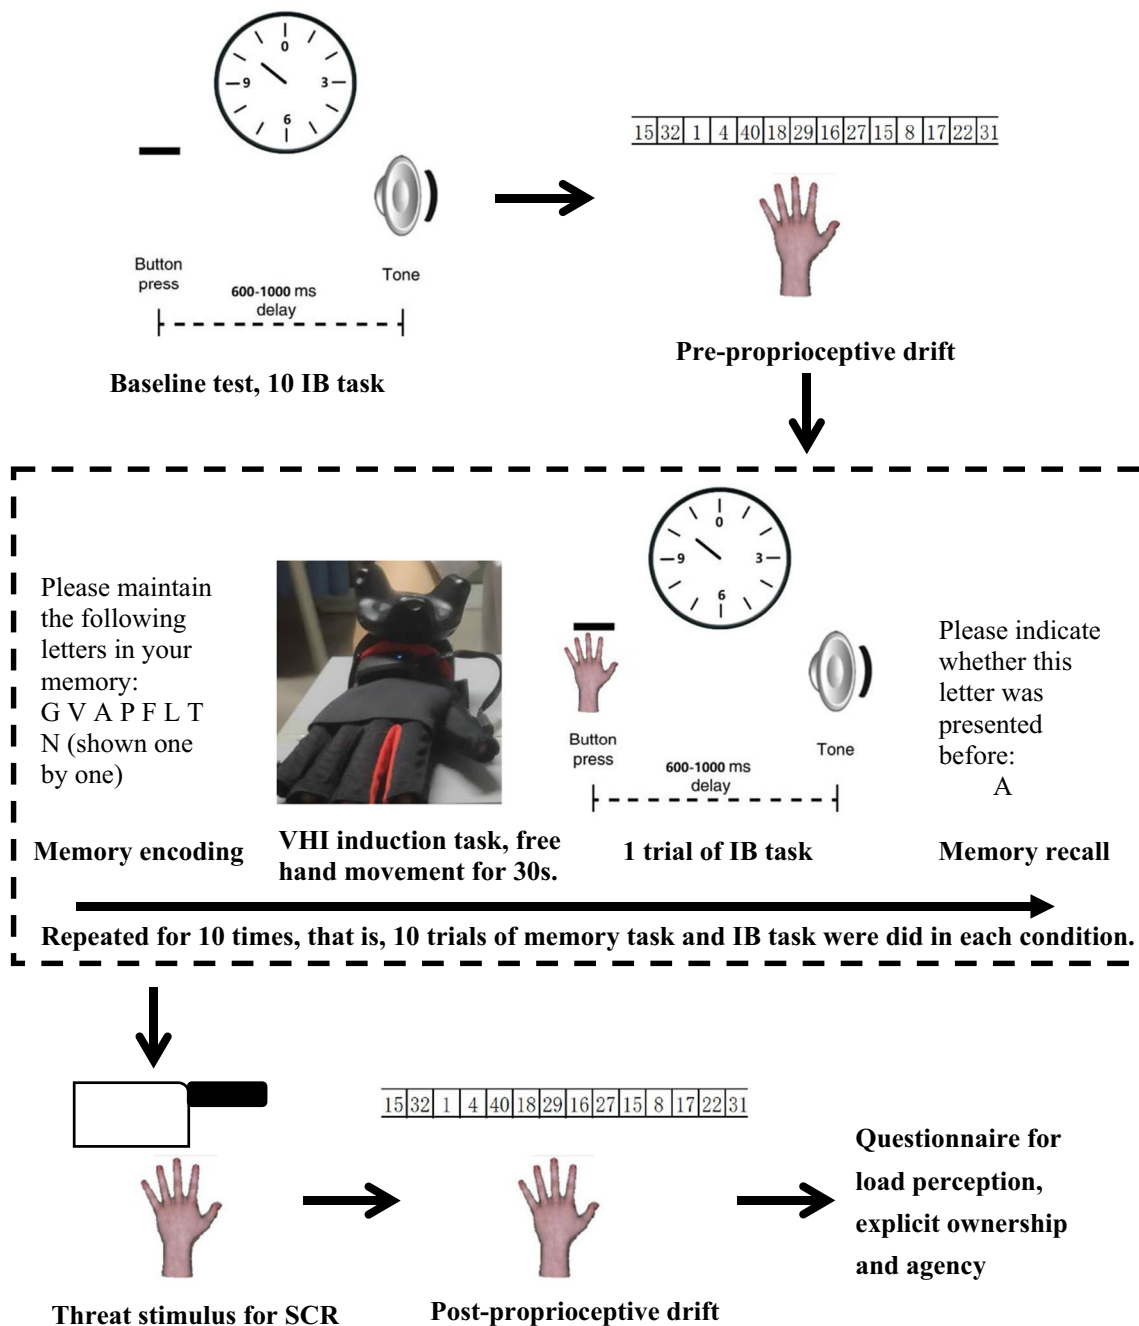 0
9
3
6
Button
press
Tone
600-1000 ms
delay
Baseline test, 10 IB task
15 32 1 4 40 18 29 16 27 15 8 17 22 31
Pre-proprioceptive drift
Please maintain
the following
letters in your
memory:
G V A P F L T
N (shown one
by one)
Memory encoding
VHI induction task, free
hand movement for 30s.
0
9
3
6
Button
press
Tone
600-1000 ms
delay
1 trial of IB task
Please indicate
whether this
letter was
presented
before:
A
Memory recall
Repeated for 10 times, that is, 10 trials of memory task and IB task were did in each condition.
Threat stimulus for SCR
15 32 1 4 40 18 29 16 27 15 8 17 22 31
Post-proprioceptive drift
Questionnaire for
load perception,
explicit ownership
and agency